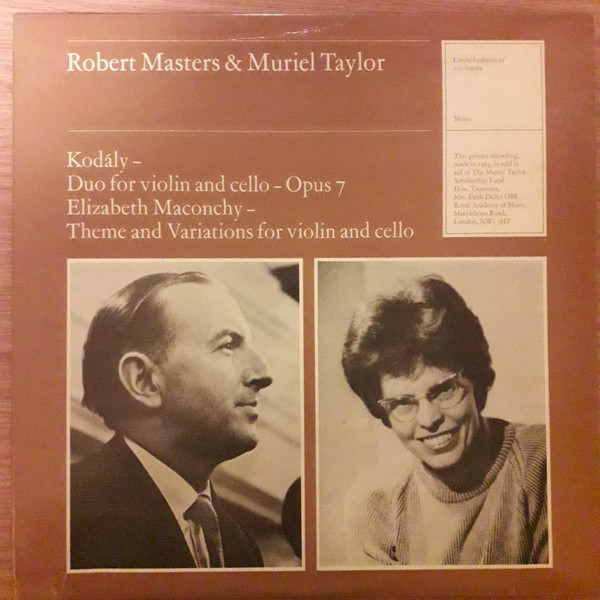 Robert Masters & Muriel Taylor
Kodály –
Duo for violin and cello – Opus 7
Elizabeth Maconchy –
Theme and Variations for violin and cello
Limited edition of
copies
Mono
This private recording,
made in 1963, is sold in
aid of The Muriel Taylor
Scholarship Fund
Hon. Treasurer,
Mrs. Faith Deller OBE,
Royal Academy of Music,
Marylebone Road,
London, NW1 5HT